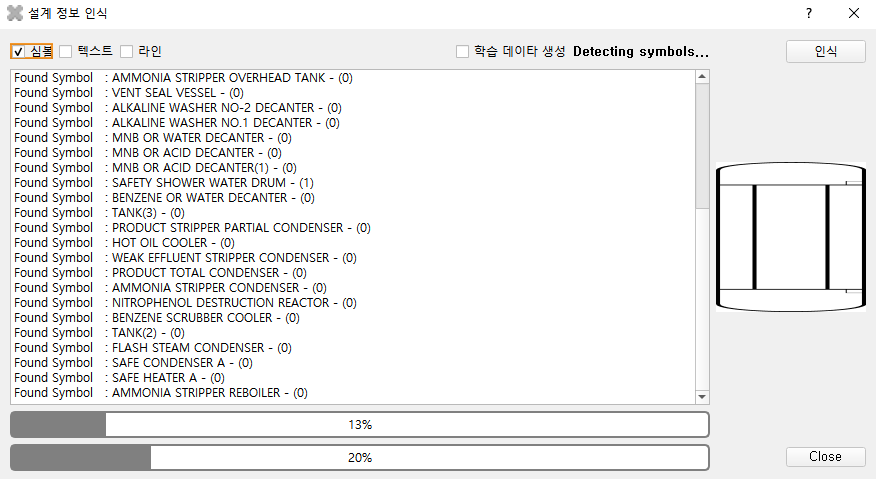 설계 정보 인식
심볼 텍스트 라인 학습 데이타 생성 Detecting symbols... 인식
Found Symbol : AMMONIA STRIPPER OVERHEAD TANK - (0)
Found Symbol : VENT SEAL VESSEL - (0)
Found Symbol : ALKALINE WASHER NO-2 DECANTER - (0)
Found Symbol : ALKALINE WASHER NO.1 DECANTER - (0)
Found Symbol : MNB OR WATER DECANTER - (0)
Found Symbol : MNB OR ACID DECANTER - (0)
Found Symbol : MNB OR ACID DECANTER(1) - (0)
Found Symbol : SAFETY SHOWER WATER DRUM - (1)
Found Symbol : BENZENE OR WATER DECANTER - (0)
Found Symbol : TANK(3) - (0)
Found Symbol : PRODUCT STRIPPER PARTIAL CONDENSER - (0)
Found Symbol : HOT OIL COOLER - (0)
Found Symbol : WEAK EFFLUENT STRIPPER CONDENSER - (0)
Found Symbol : PRODUCT TOTAL CONDENSER - (0)
Found Symbol : AMMONIA STRIPPER CONDENSER - (0)
Found Symbol : NITROPHENOL DESTRUCTION REACTOR - (0)
Found Symbol : BENZENE SCRUBBER COOLER - (0)
Found Symbol : TANK(2) - (0)
Found Symbol : FLASH STEAM CONDENSER - (0)
Found Symbol : SAFE CONDENSER A - (0)
Found Symbol : SAFE HEATER A - (0)
Found Symbol : AMMONIA STRIPPER REBOILER - (0)
13%
20%
Close